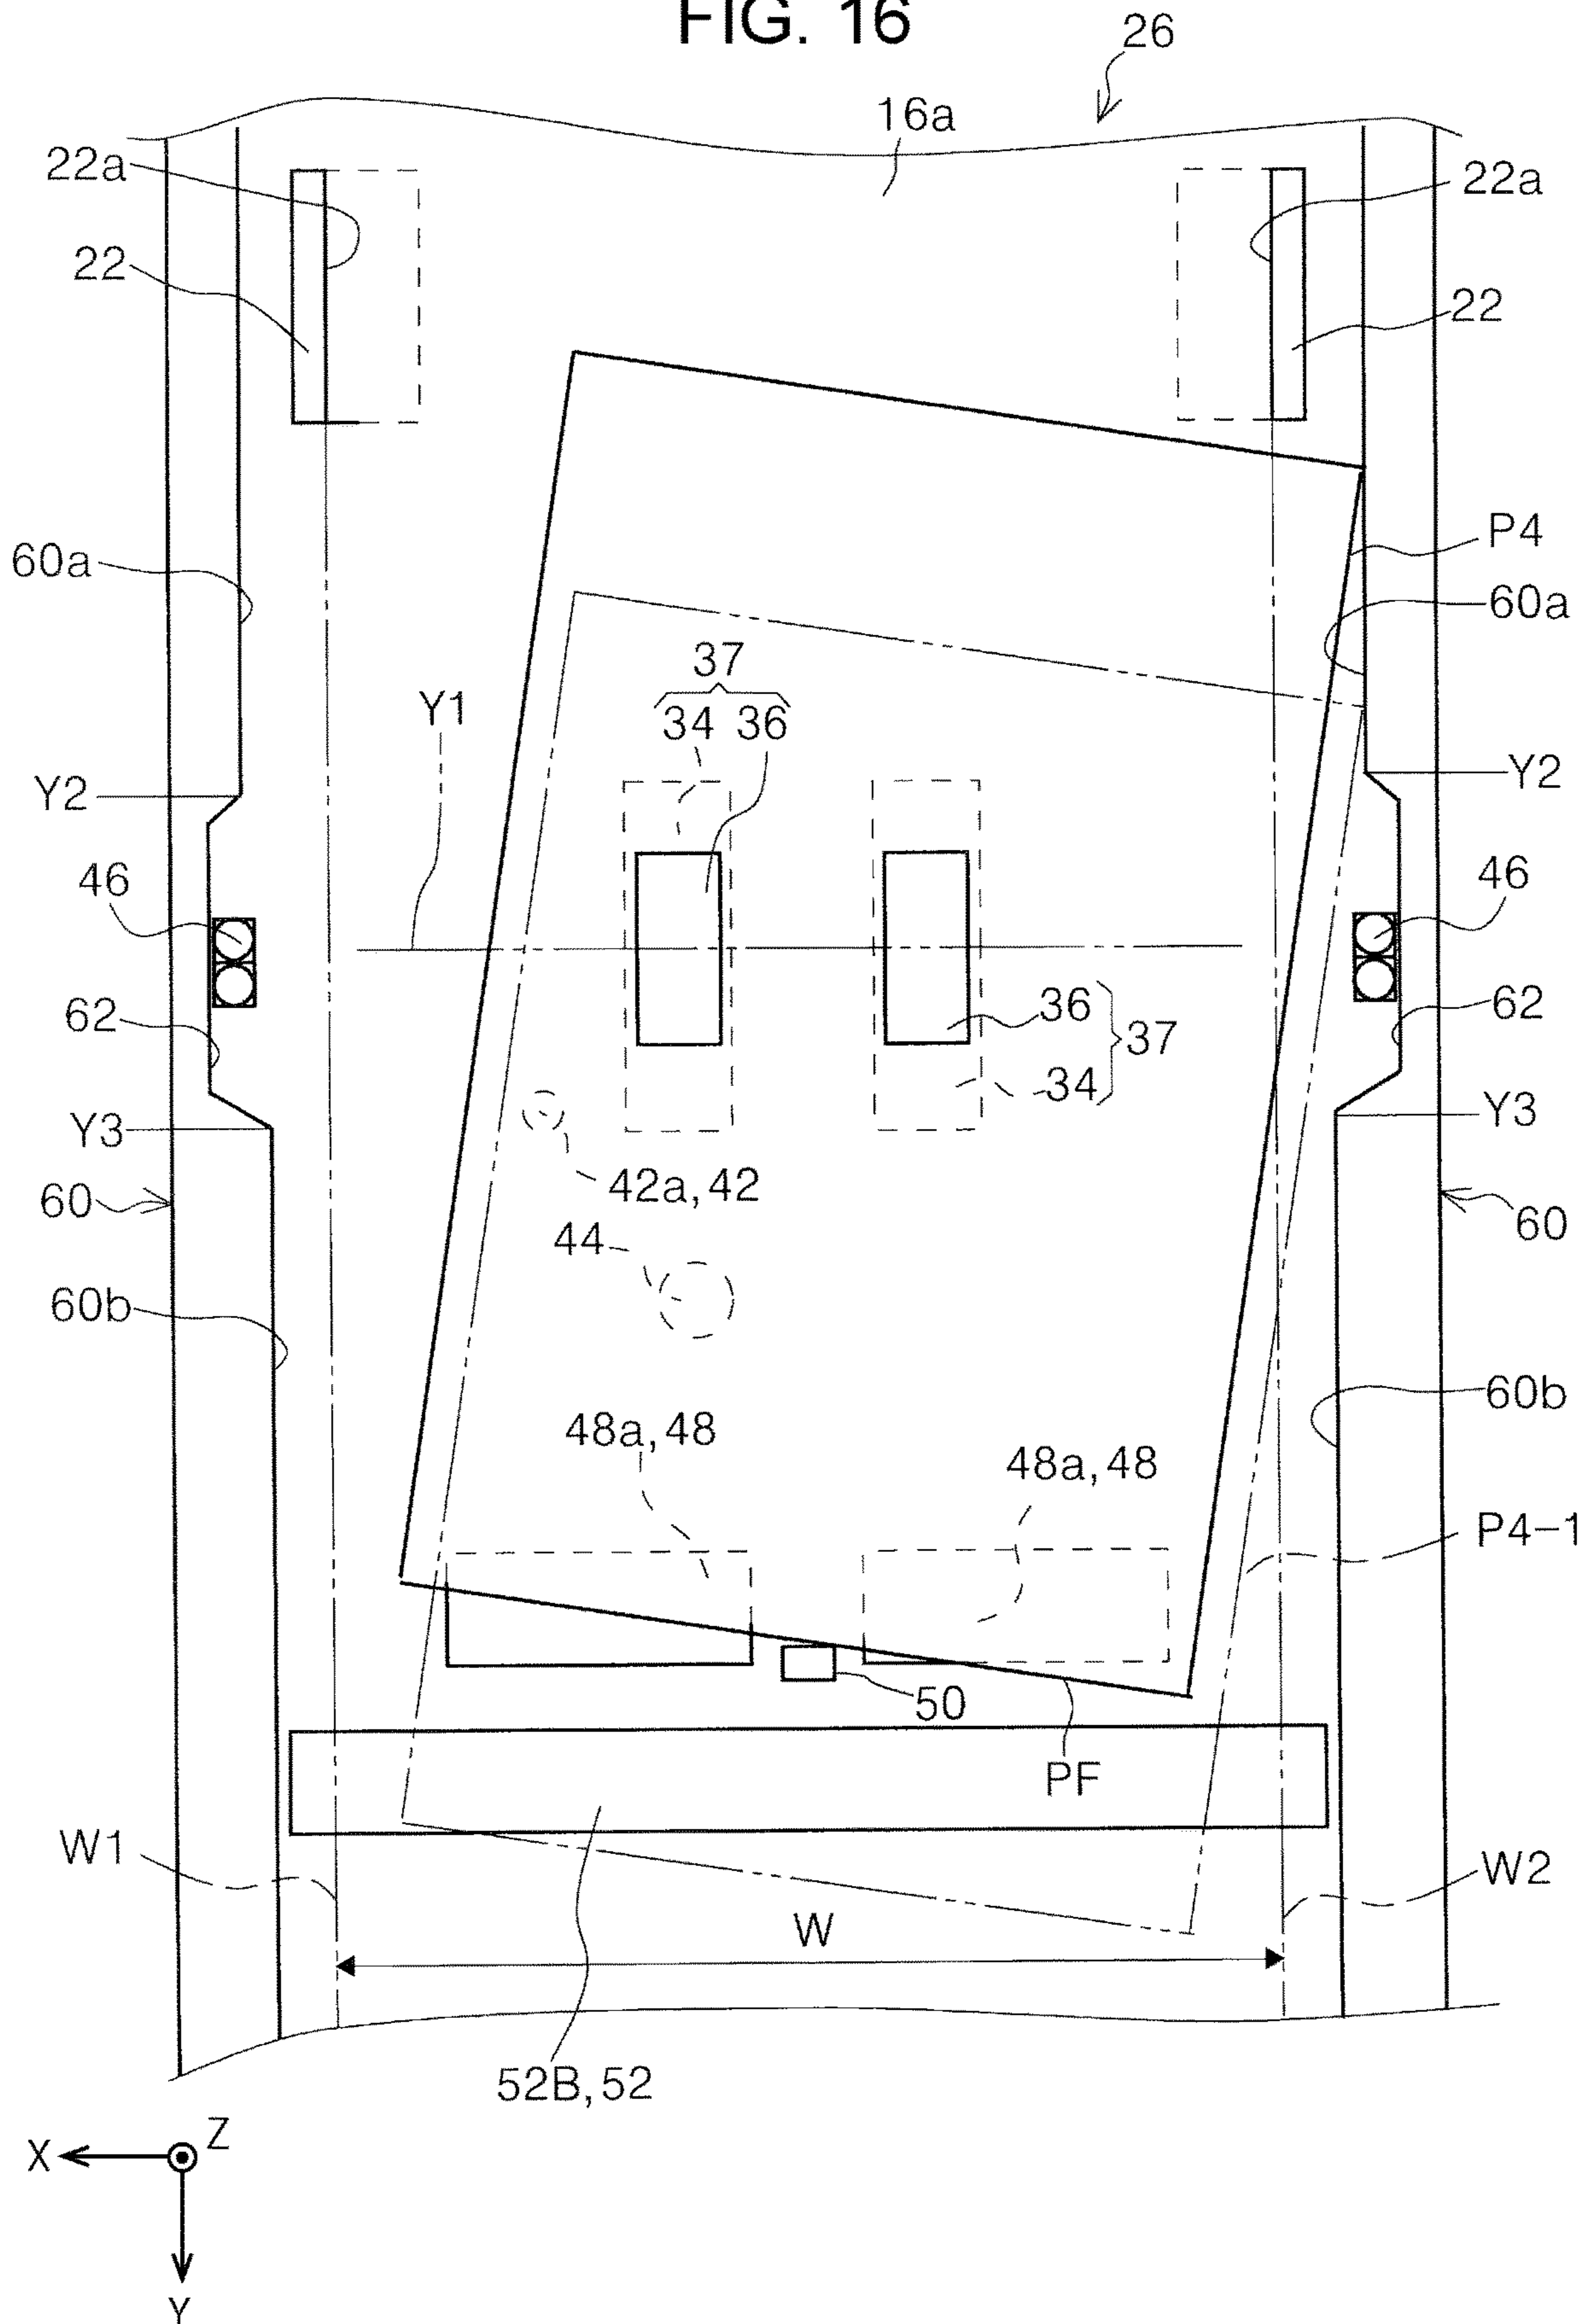 FIG. 16
26
16a
22a
22a
22
22
P4
60a
60a
37
34 36
Y1
Y2
Y2
46
46
62
36
37
62
34
Y3
Y3
42a, 42
60
60
44
60b
60b
48a, 48
48a, 48
P4-1
50
PF
W1
W2
W
52B, 52
X
Z
Y